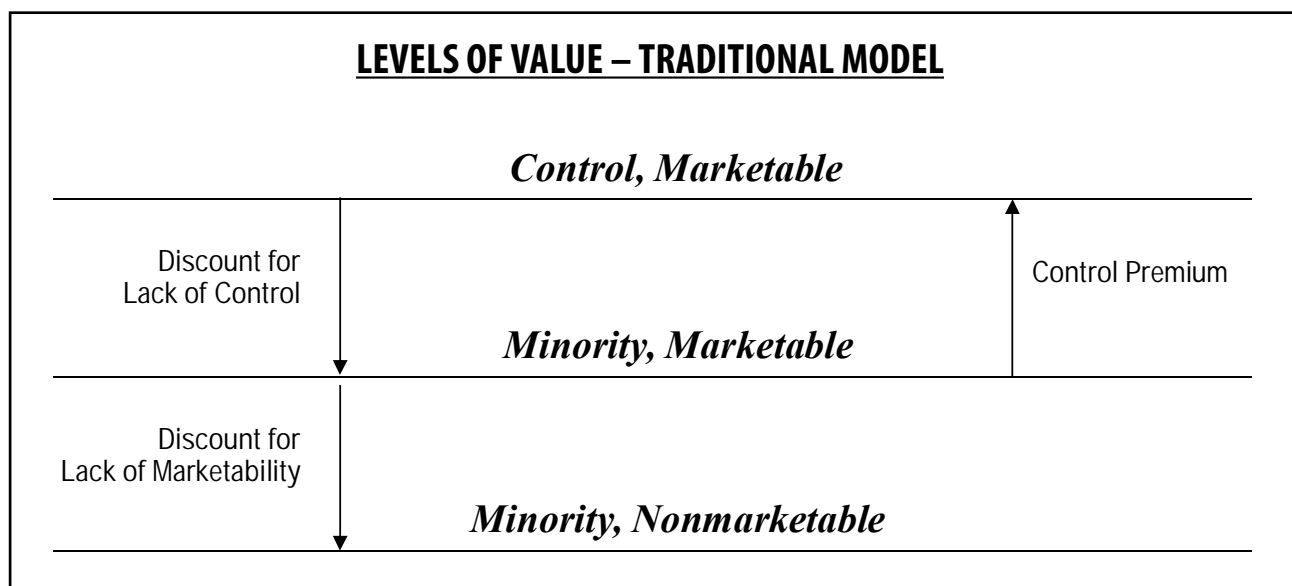 LEVELS OF VALUE – TRADITIONAL MODEL
Control, Marketable
Discount for
Lack of Control
Control Premium
Minority, Marketable
Discount for
Lack of Marketability
Minority, Nonmarketable